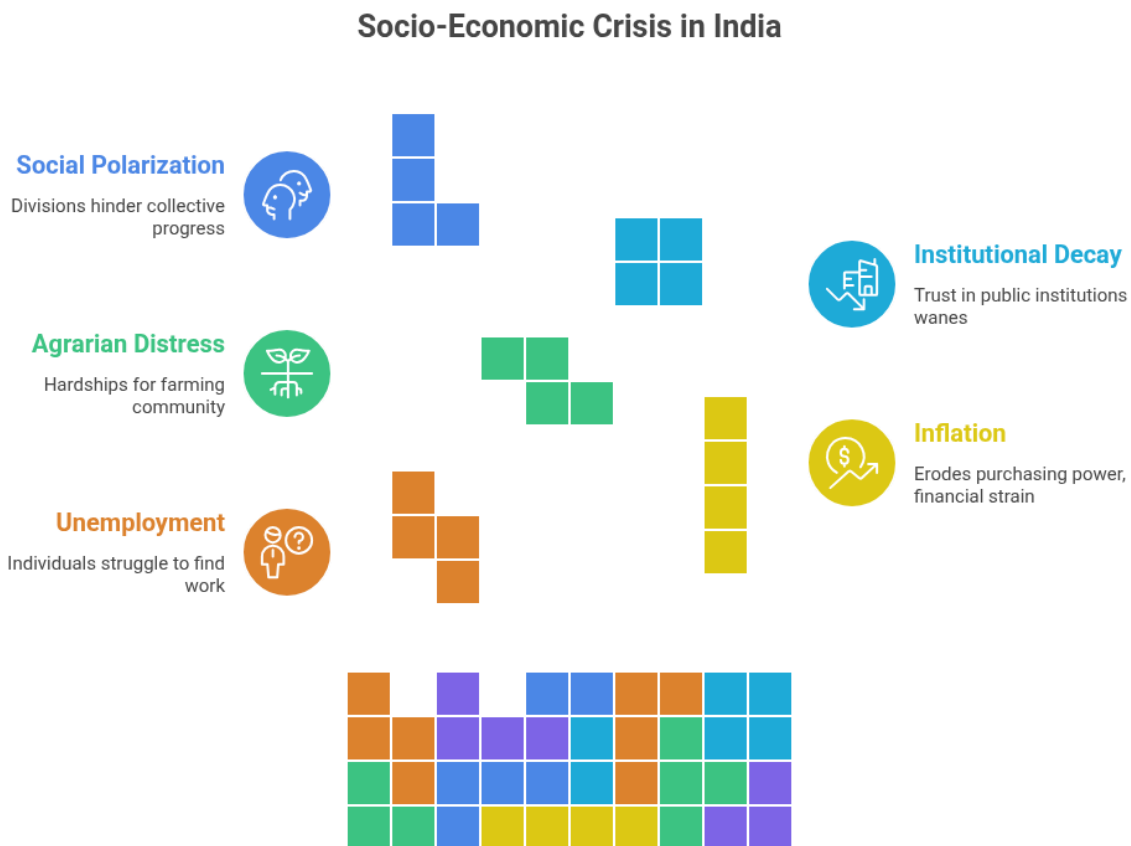 Socio-Economic Crisis in India
Social Polarization
Divisions hinder collective
progress
Institutional Decay
Trust in public institutions
wanes
Agrarian Distress
Hardships for farming
community
Inflation
$
Erodes purchasing power,
financial strain
Unemployment
?
Individuals struggle to find
work